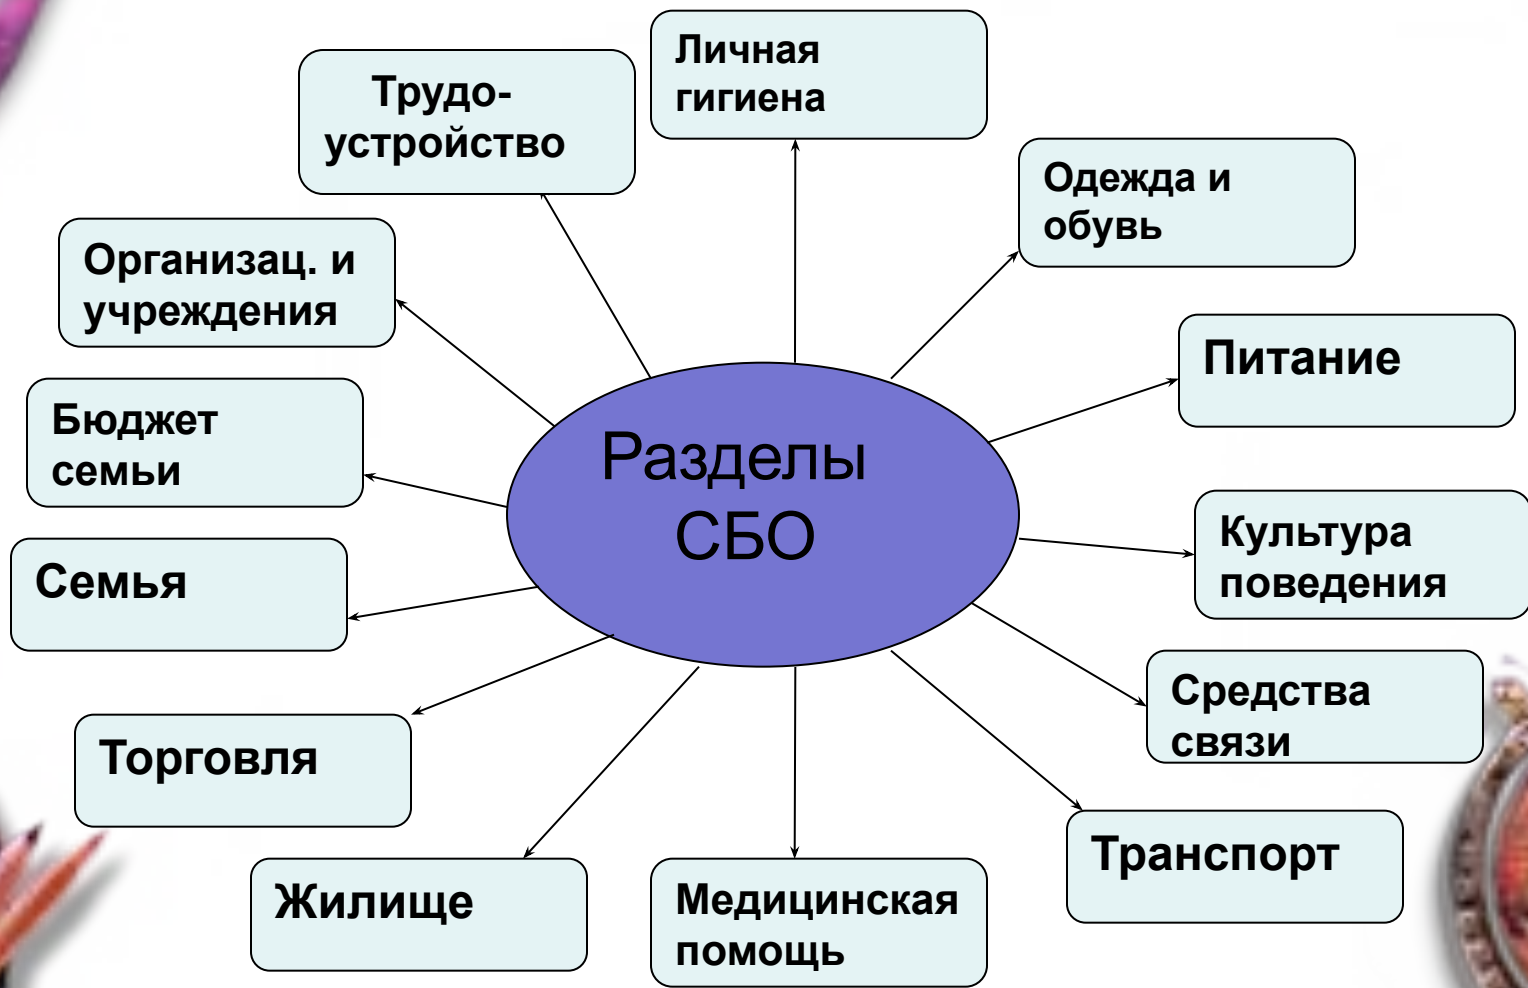 Личная
гигиена
Трудо-
устройство
Одежда и
обувь
Организац. и
учреждения
Питание
Бюджет
семьи
Разделы
СБО
Культура
поведения
Семья
Средства
связи
Торговля
Транспорт
Жилище
Медицинская
помощь